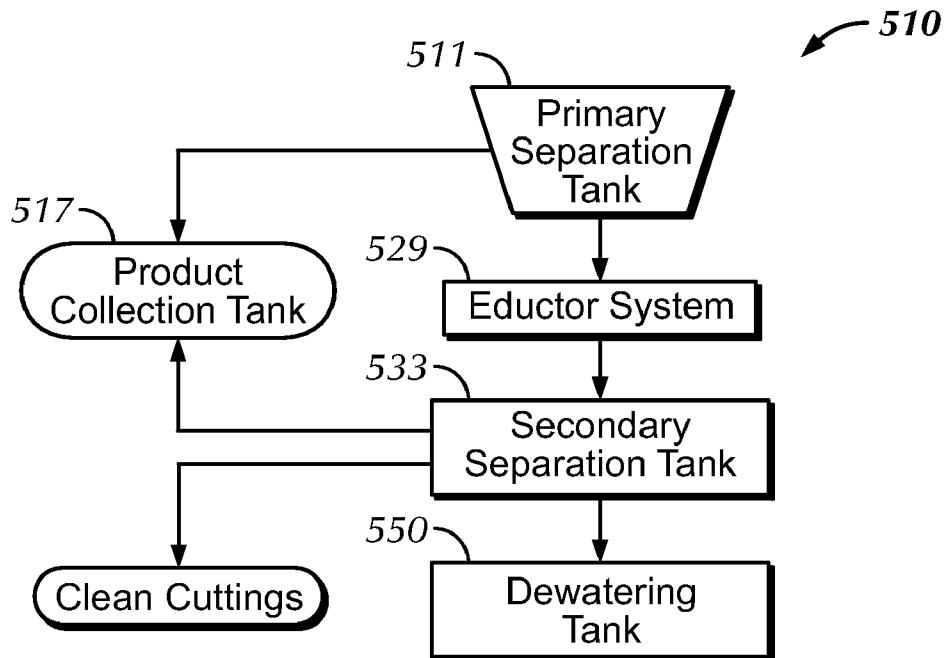 510
511
Primary
Separation
Tank
517
Product
Collection Tank
529
Eductor System
533
Secondary
Separation Tank
Clean Cuttings
550
Dewatering
Tank